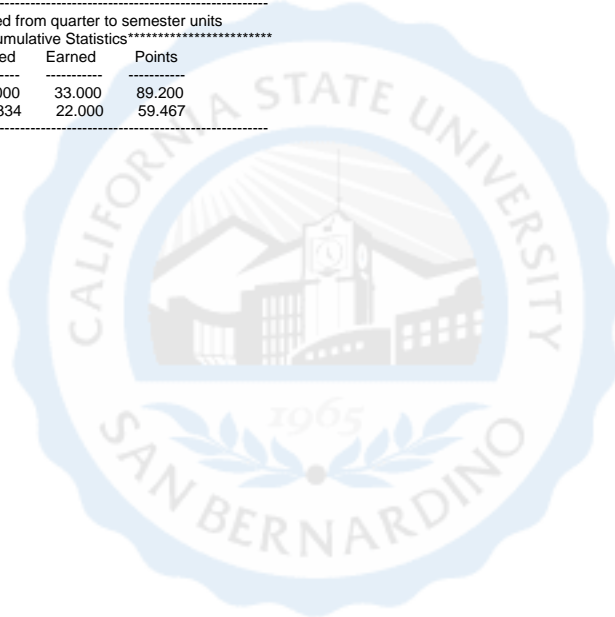 ----------------------------------------------------
ed from quarter to semester units
umulative Statistics************************
ed Earned Points
---- ----------- -----------
000 33.000 89.200
334 22.000 59.467
----------------------------------------------------
CALIFORNIA STATE UNIVERSITY
1965
SAN BERNARDINO